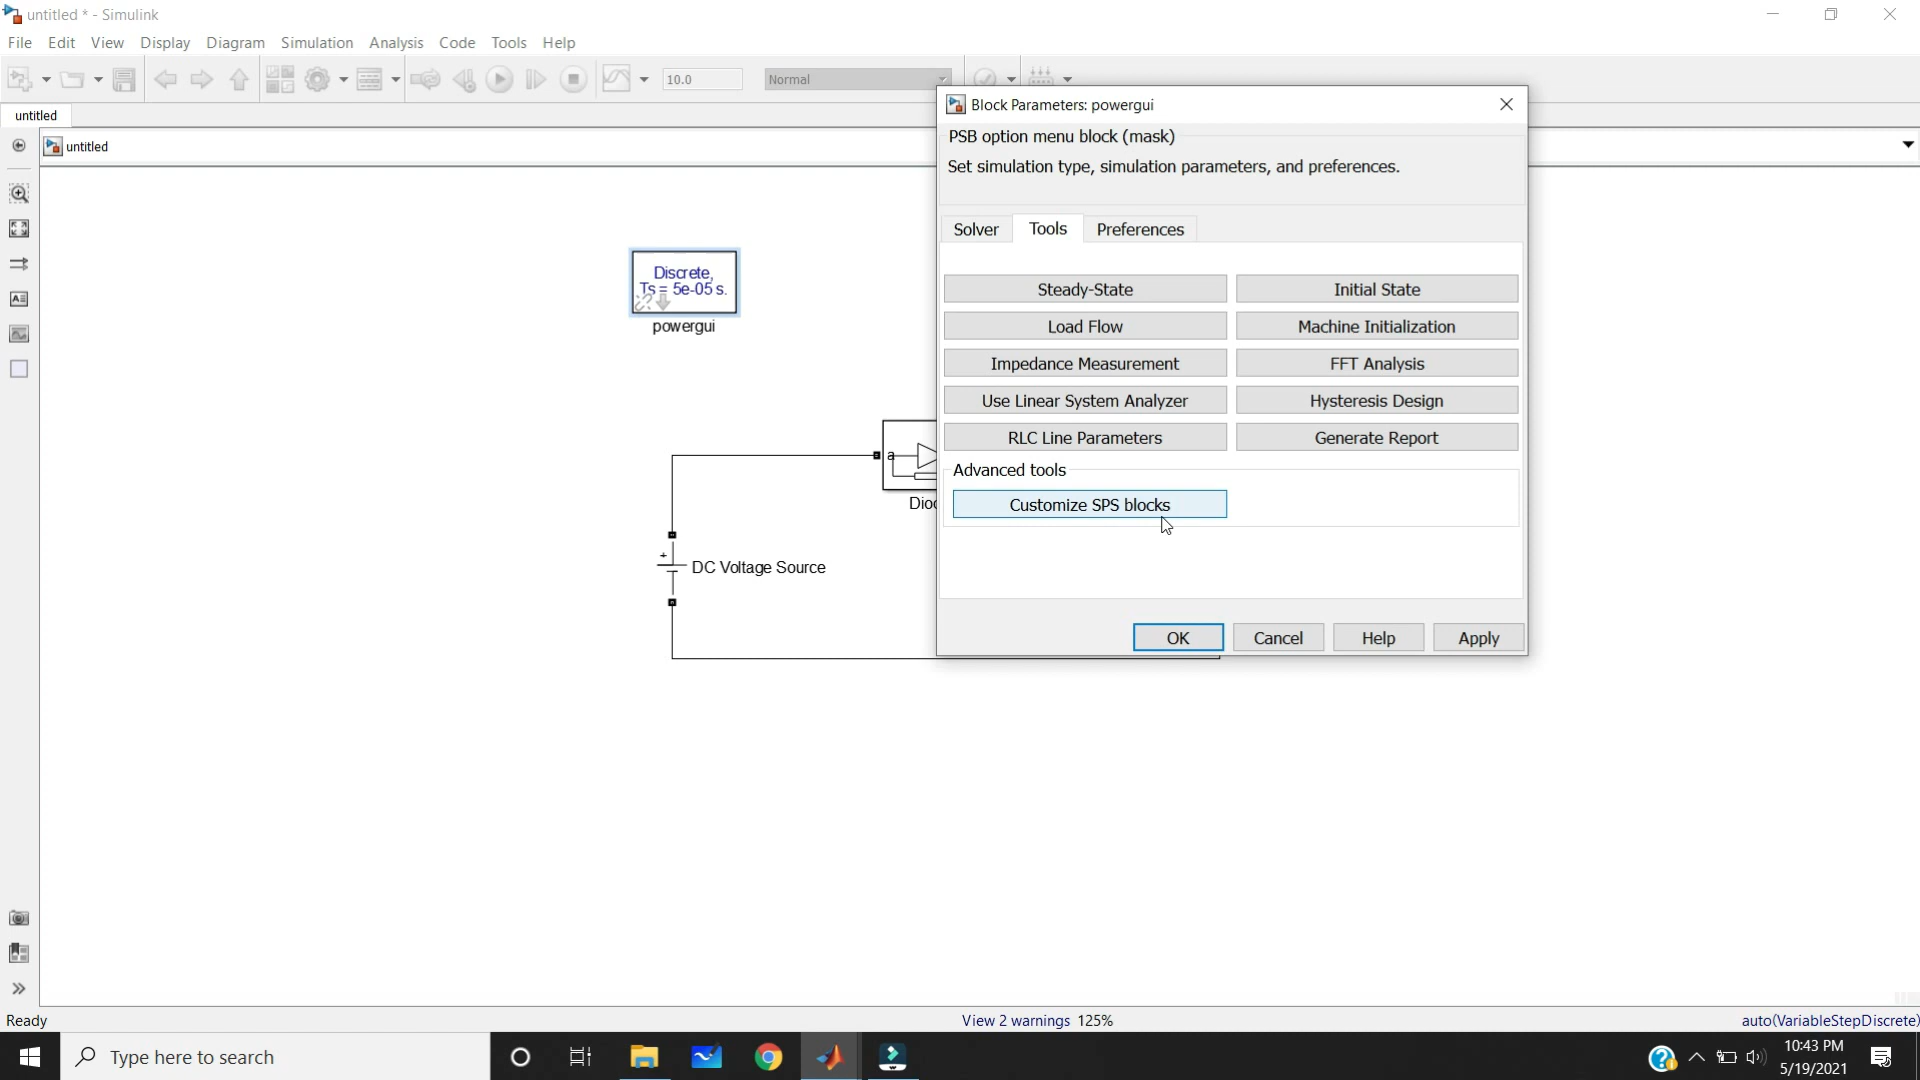 untitled * - Simulink
File Edit View Display Diagram Simulation Analysis Code Tools Help
10.0 Normal
untitled
untitled
Block Parameters: powergui
PSB option menu block (mask)
Set simulation type, simulation parameters, and preferences.
Solver Tools Preferences
Steady-State Initial State
Load Flow Machine Initialization
Impedance Measurement FFT Analysis
Use Linear System Analyzer Hysteresis Design
RLC Line Parameters Generate Report
Advanced tools
Customize SPS blocks
OK Cancel Help Apply
Discrete,
Ts = 5e-05 s.
powergui
a
Dioc
+
DC Voltage Source
Ready View 2 warnings 125% auto(VariableStepDiscrete)
Type here to search
10:43 PM
5/19/2021